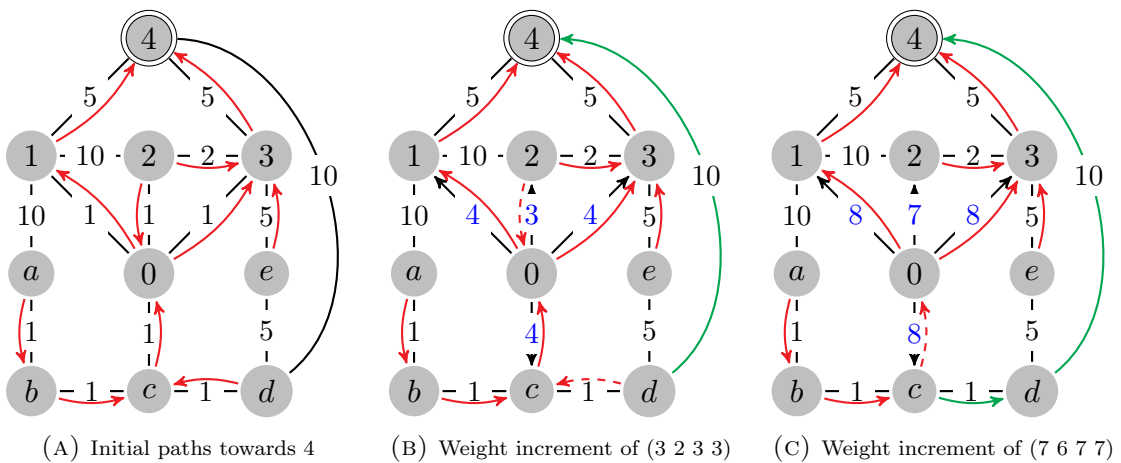 4 4 4
5 5 5 5 5 5
1 10 2 2 3 10 1 10 2 2 3 10 1 10 2 2 3 10
10 1 1 1 5 10 4 3 4 5 10 8 7 8 5
a 0 e a 0 e a 0 e
1 1 5 1 4 5 1 8 5
b 1 c 1 d b 1 c 1 d b 1 c 1 d
(A) Initial paths towards 4 (B) Weight increment of (3 2 3 3) (C) Weight increment of (7 6 7 7)